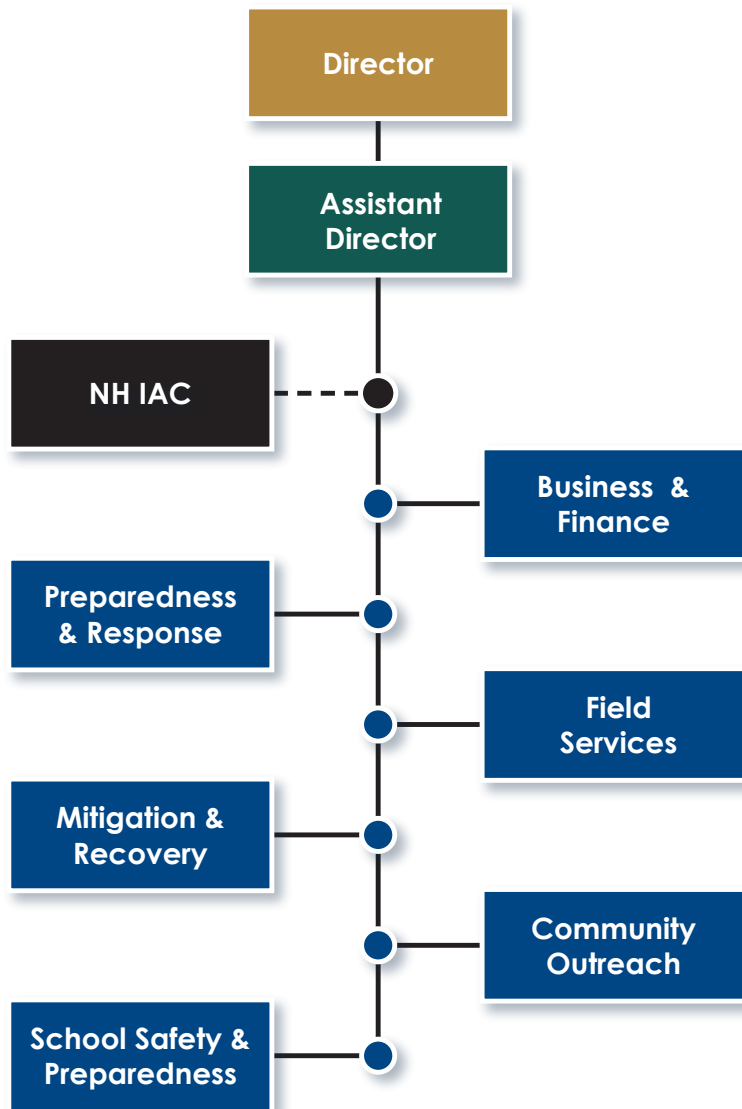 Director
Assistant
Director
NH IAC
Business &
Finance
Preparedness
& Response
Field
Services
Mitigation &
Recovery
Community
Outreach
School Safety &
Preparedness